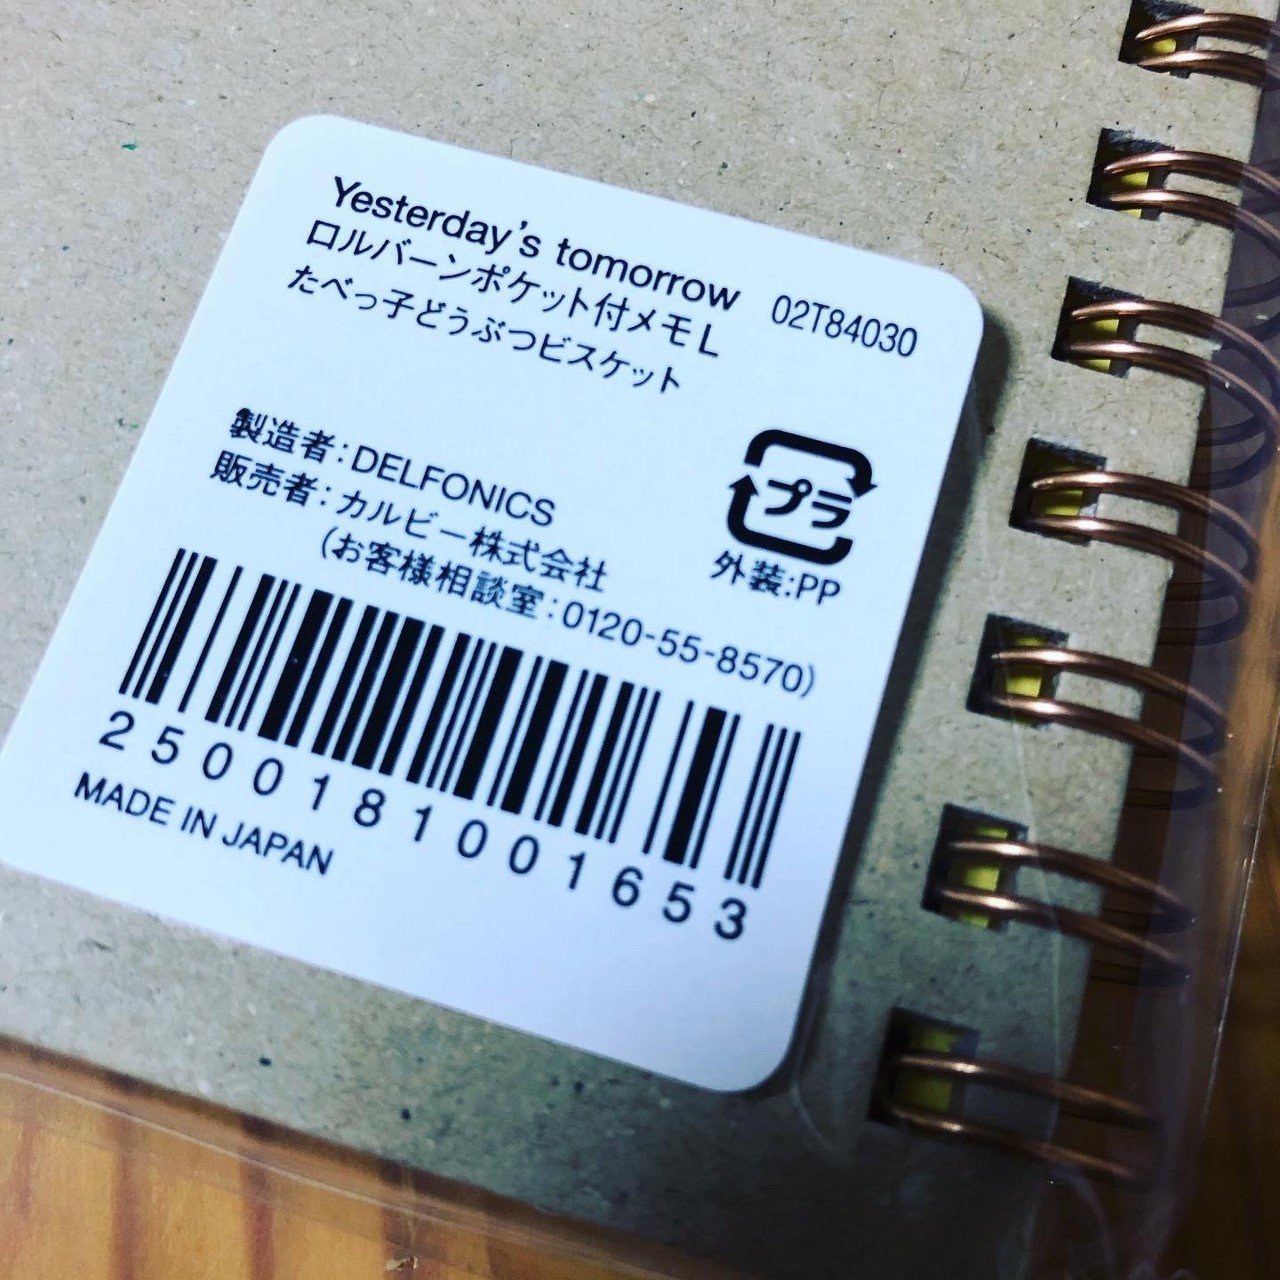 Yesterday's tomorrow 02T84030
ロルバーンポケット付メモL
たべっ子どうぶつビスケット
製造者:DELFONICS
販売者:カルビー株式会社
(お客様相談室:0120-55-8570)
プラ
外装:PP
2500181001653
MADE IN JAPAN